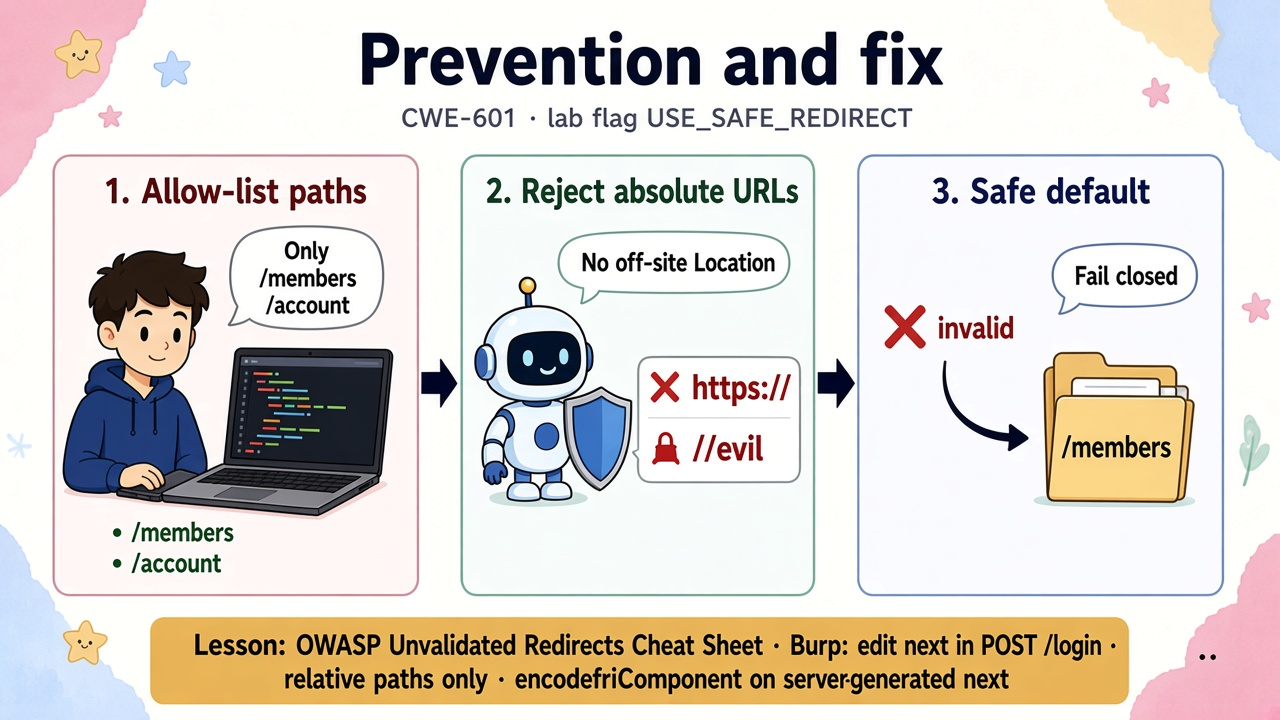 Prevention and fix
CWE-601 · lab flag USE_SAFE_REDIRECT
1. Allow-list paths
Only
/members
/account
• /members
• /account
2. Reject absolute URLs
No off-site Location
https://
//evil
3. Safe default
Fail closed
invalid
/members
Lesson: OWASP Unvalidated Redirects Cheat Sheet · Burp: edit next in POST /login ·
relative paths only · encodefriComponent on server-generated next